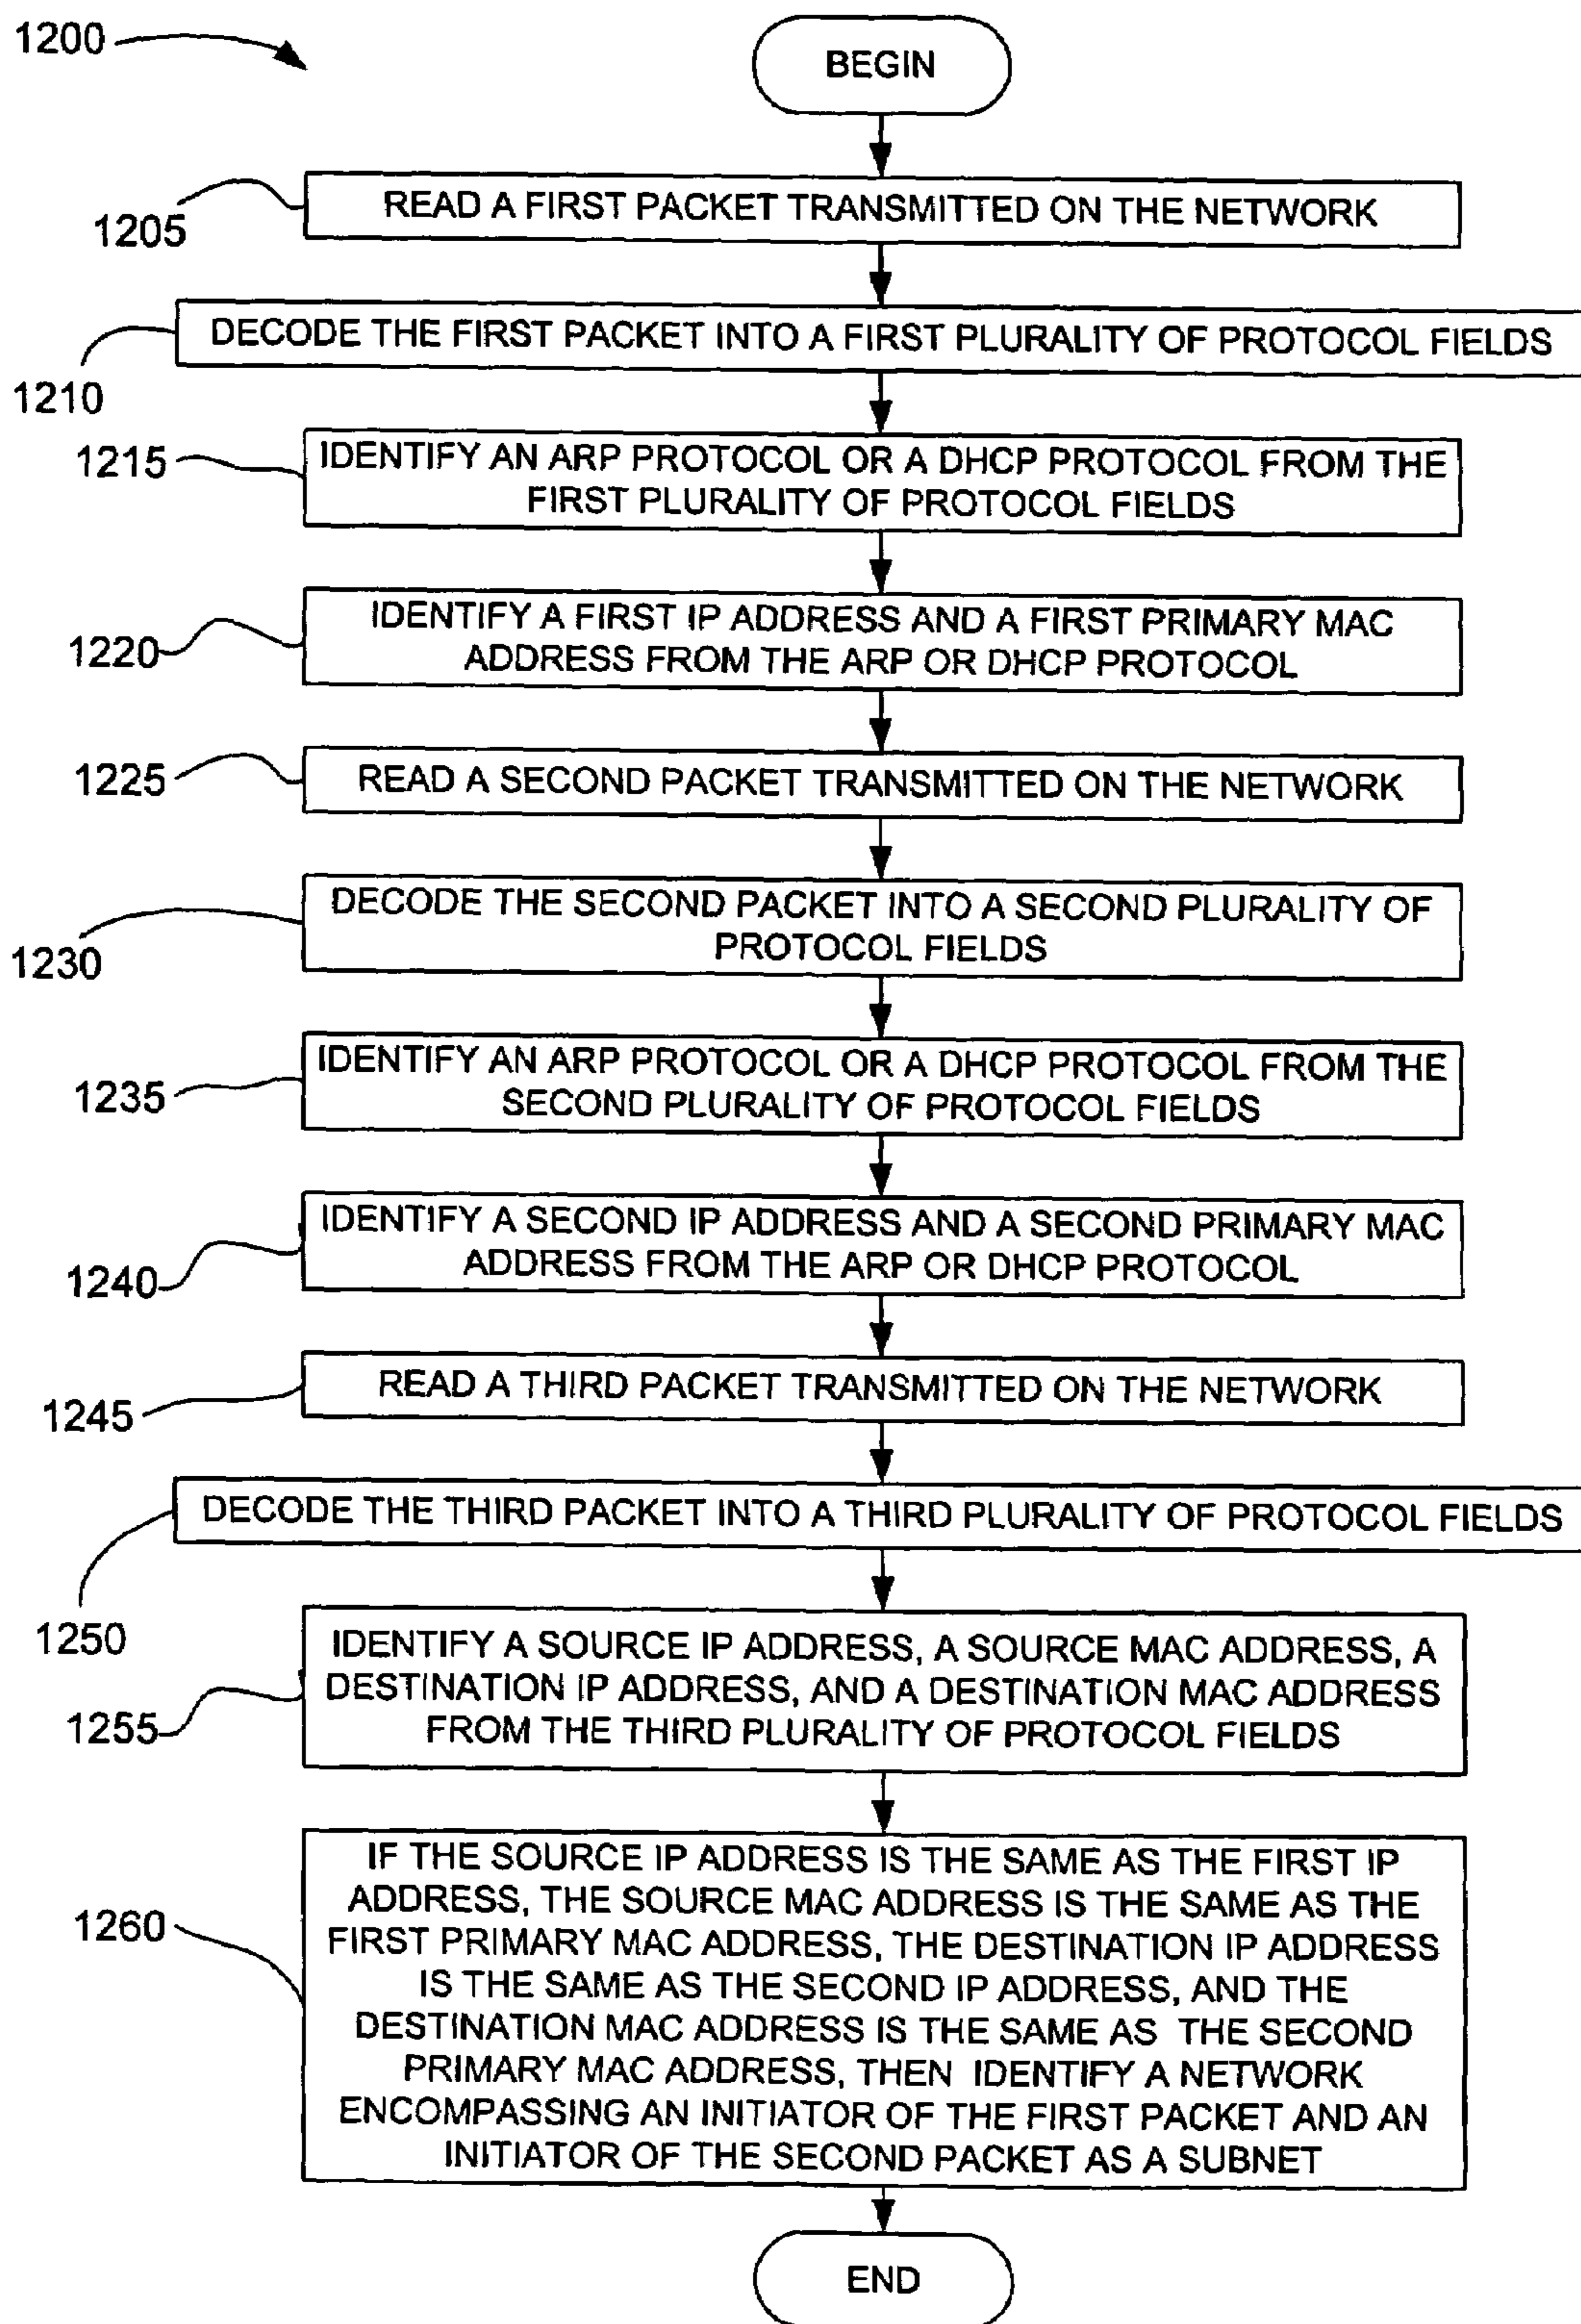 1200
BEGIN
1205
READ A FIRST PACKET TRANSMITTED ON THE NETWORK
1210
DECODE THE FIRST PACKET INTO A FIRST PLURALITY OF PROTOCOL FIELDS
1215
IDENTIFY AN ARP PROTOCOL OR A DHCP PROTOCOL FROM THE
FIRST PLURALITY OF PROTOCOL FIELDS
1220
IDENTIFY A FIRST IP ADDRESS AND A FIRST PRIMARY MAC
ADDRESS FROM THE ARP OR DHCP PROTOCOL
1225
READ A SECOND PACKET TRANSMITTED ON THE NETWORK
1230
DECODE THE SECOND PACKET INTO A SECOND PLURALITY OF
PROTOCOL FIELDS
1235
IDENTIFY AN ARP PROTOCOL OR A DHCP PROTOCOL FROM THE
SECOND PLURALITY OF PROTOCOL FIELDS
1240
IDENTIFY A SECOND IP ADDRESS AND A SECOND PRIMARY MAC
ADDRESS FROM THE ARP OR DHCP PROTOCOL
1245
READ A THIRD PACKET TRANSMITTED ON THE NETWORK
1250
DECODE THE THIRD PACKET INTO A THIRD PLURALITY OF PROTOCOL FIELDS
1255
IDENTIFY A SOURCE IP ADDRESS, A SOURCE MAC ADDRESS, A
DESTINATION IP ADDRESS, AND A DESTINATION MAC ADDRESS
FROM THE THIRD PLURALITY OF PROTOCOL FIELDS
1260
IF THE SOURCE IP ADDRESS IS THE SAME AS THE FIRST IP
ADDRESS, THE SOURCE MAC ADDRESS IS THE SAME AS THE
FIRST PRIMARY MAC ADDRESS, THE DESTINATION IP ADDRESS
IS THE SAME AS THE SECOND IP ADDRESS, AND THE
DESTINATION MAC ADDRESS IS THE SAME AS THE SECOND
PRIMARY MAC ADDRESS, THEN IDENTIFY A NETWORK
ENCOMPASSING AN INITIATOR OF THE FIRST PACKET AND AN
INITIATOR OF THE SECOND PACKET AS A SUBNET
END